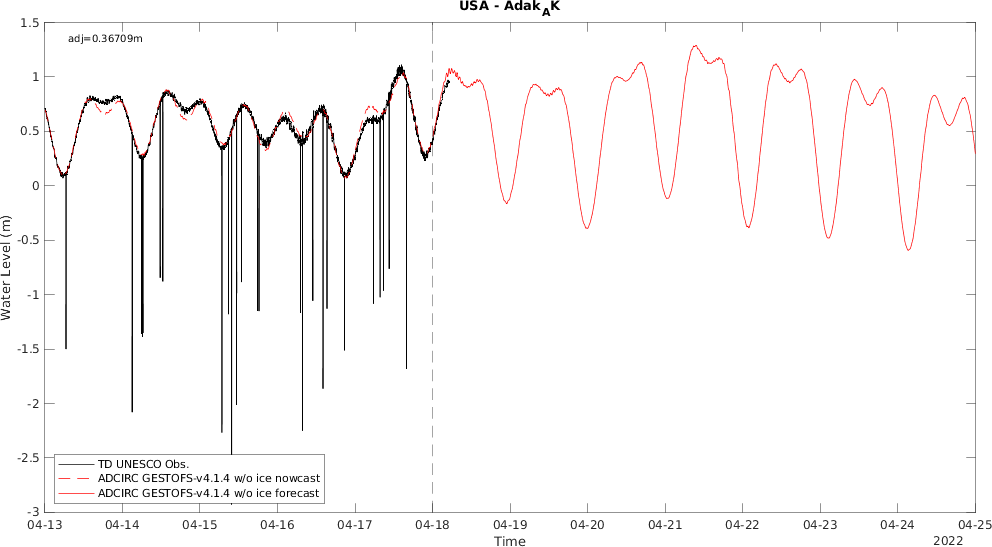 USA - Adak_AK
adj=0.36709m
1.5
1
0.5
0
-0.5
-1
-1.5
-2
-2.5
-3
Water Level (m)
TD UNESCO Obs.
ADCIRC GESTOFS-v4.1.4 w/o ice nowcast
ADCIRC GESTOFS-v4.1.4 w/o ice forecast
04-13 04-14 04-15 04-16 04-17 04-18 04-19 04-20 04-21 04-22 04-23 04-24 04-25
Time
2022